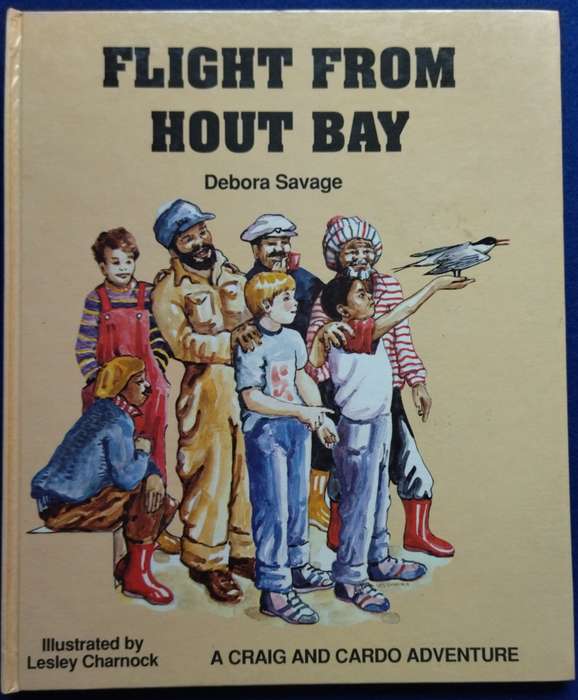 FLIGHT FROM
HOUT BAY
Debora Savage
Illustrated by
Lesley Charnock
A CRAIG AND CARDO ADVENTURE